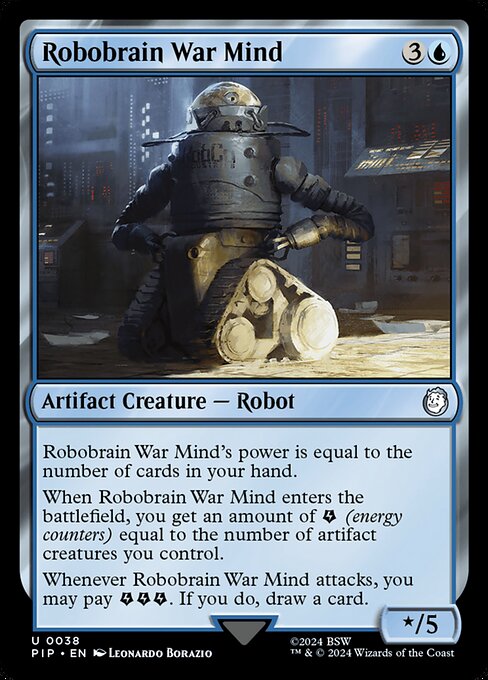 Robobrain War Mind 3
RobCo
Artifact Creature — Robot
Robobrain War Mind's power is equal to the
number of cards in your hand.
When Robobrain War Mind enters the
battlefield, you get an amount of (energy
counters) equal to the number of artifact
creatures you control.
Whenever Robobrain War Mind attacks, you
may pay . If you do, draw a card.
*/5
U 0038
PIP • EN Leonardo Borazio
©2024 BSW
™ & © 2024 Wizards of the Coast